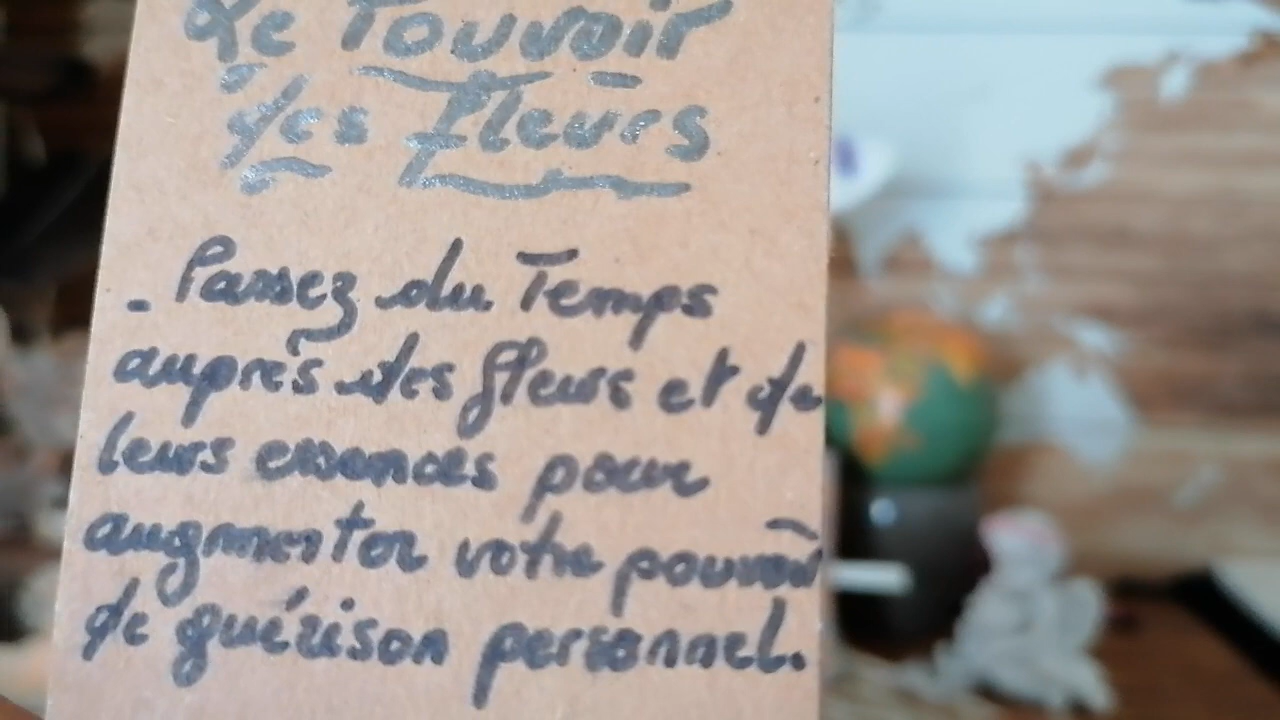 Le Pouvoir
des Fleurs
- Passez du Temps
auprès des fleurs et de
leurs essences pour
augmenter votre pouvoir
de guérison personnel.